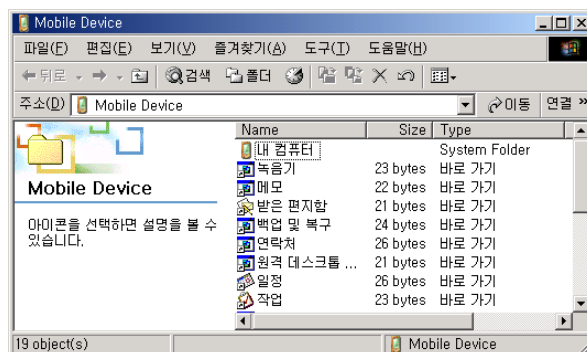 Mobile Device
파일(F) 편집(E) 보기(V) 즐겨찾기(A) 도구(T) 도움말(H)
뒤로 검색 폴더
주소(D) Mobile Device 이동 연결 »
Mobile Device
아이콘을 선택하면 설명을 볼 수
있습니다.
Name Size Type
내 컴퓨터 System Folder
녹음기 23 bytes 바로 가기
메모 22 bytes 바로 가기
받은 편지함 21 bytes 바로 가기
백업 및 복구 24 bytes 바로 가기
연락처 26 bytes 바로 가기
원격 데스크톱 ... 21 bytes 바로 가기
일정 26 bytes 바로 가기
작업 23 bytes 바로 가기
19 object(s) Mobile Device